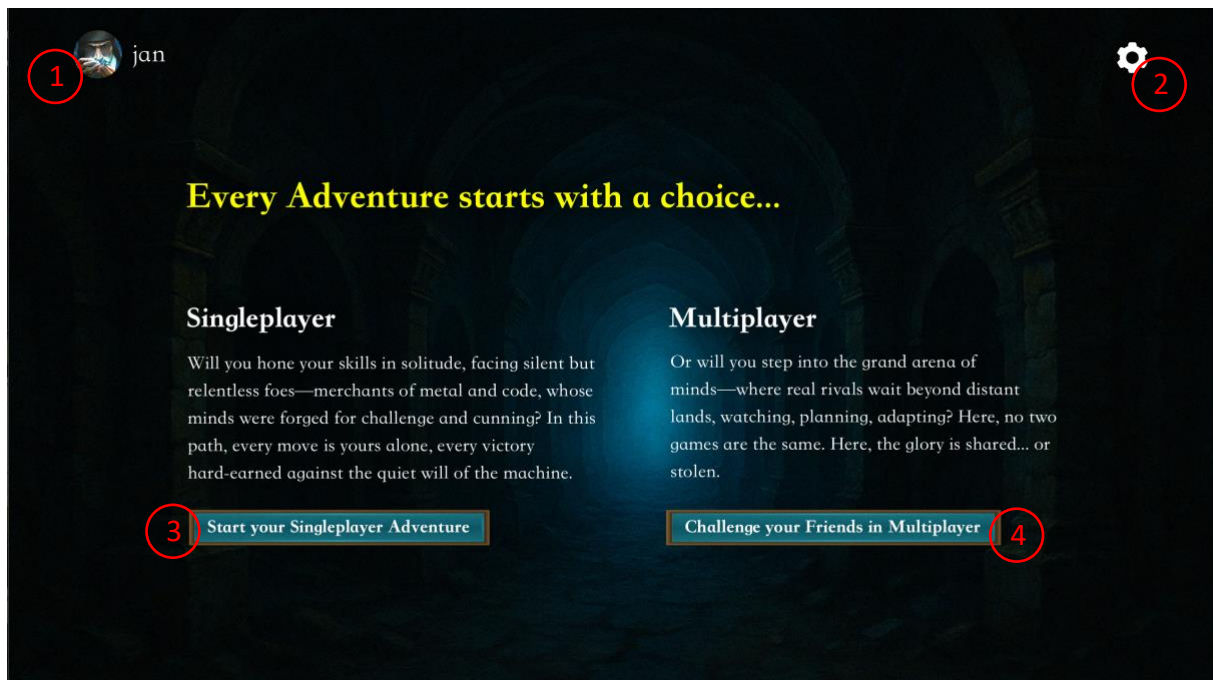 1
jan
2
Every Adventure starts with a choice...
Singleplayer
Will you hone your skills in solitude, facing silent but
relentless foes—merchants of metal and code, whose
minds were forged for challenge and cunning? In this
path, every move is yours alone, every victory
hard-earned against the quiet will of the machine.
3
Start your Singleplayer Adventure
Multiplayer
Or will you step into the grand arena of
minds—where real rivals wait beyond distant
lands, watching, planning, adapting? Here, no two
games are the same. Here, the glory is shared... or
stolen.
Challenge your Friends in Multiplayer
4